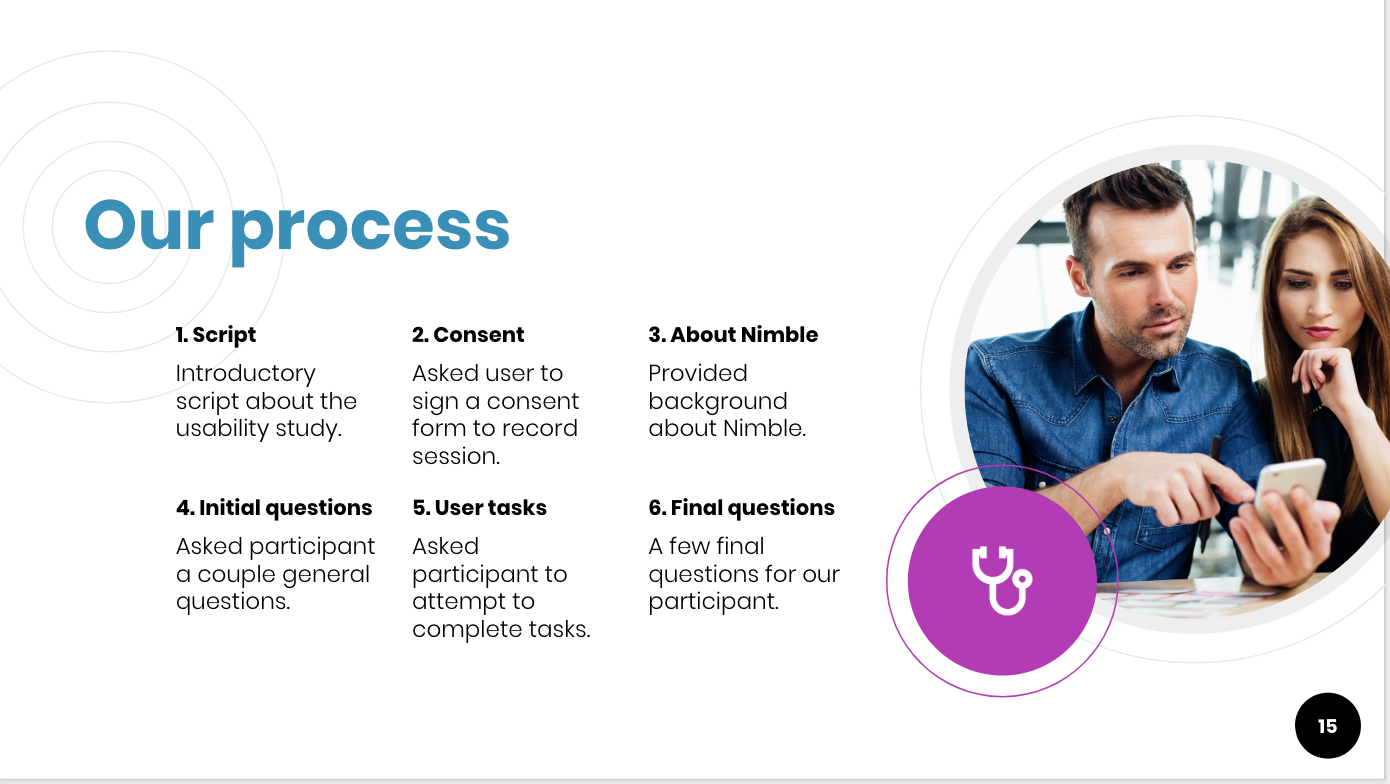 Our process
1. Script
Introductory
script about the
usability study.
2. Consent
Asked user to
sign a consent
form to record
session.
3. About Nimble
Provided
background
about Nimble.
4. Initial questions
Asked participant
a couple general
questions.
5. User tasks
Asked
participant to
attempt to
complete tasks.
6. Final questions
A few final
questions for our
participant.
15